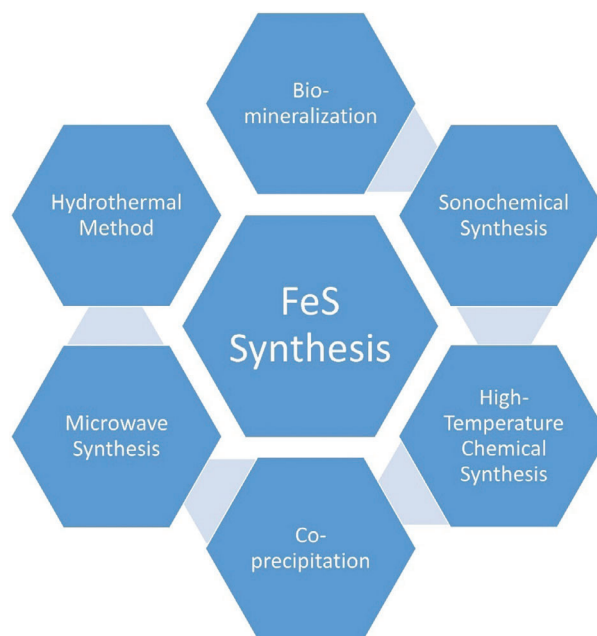 Bio-
mineralization
Sonochemical
Synthesis
High-
Temperature
Chemical
Synthesis
Co-
precipitation
Microwave
Synthesis
Hydrothermal
Method
FeS
Synthesis